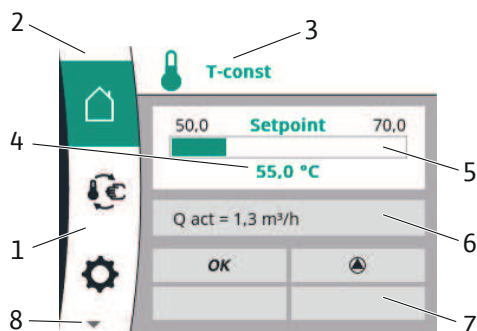 2
3
T-const
50,0 Setpoint 70,0
4
55,0 °C
5
Q act = 1,3 m³/h
6
1
OK
8
7